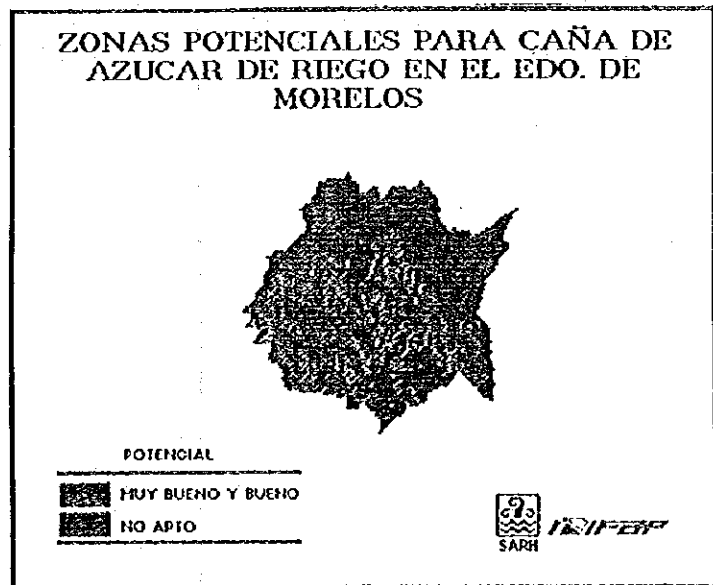 ZONAS POTENCIALES PARA CAÑA DE
AZUCAR DE RIEGO EN EL EDO. DE
MORELOS
POTENCIAL
MUY BUENO Y BUENO
NO APTO
SARH
INIFAP